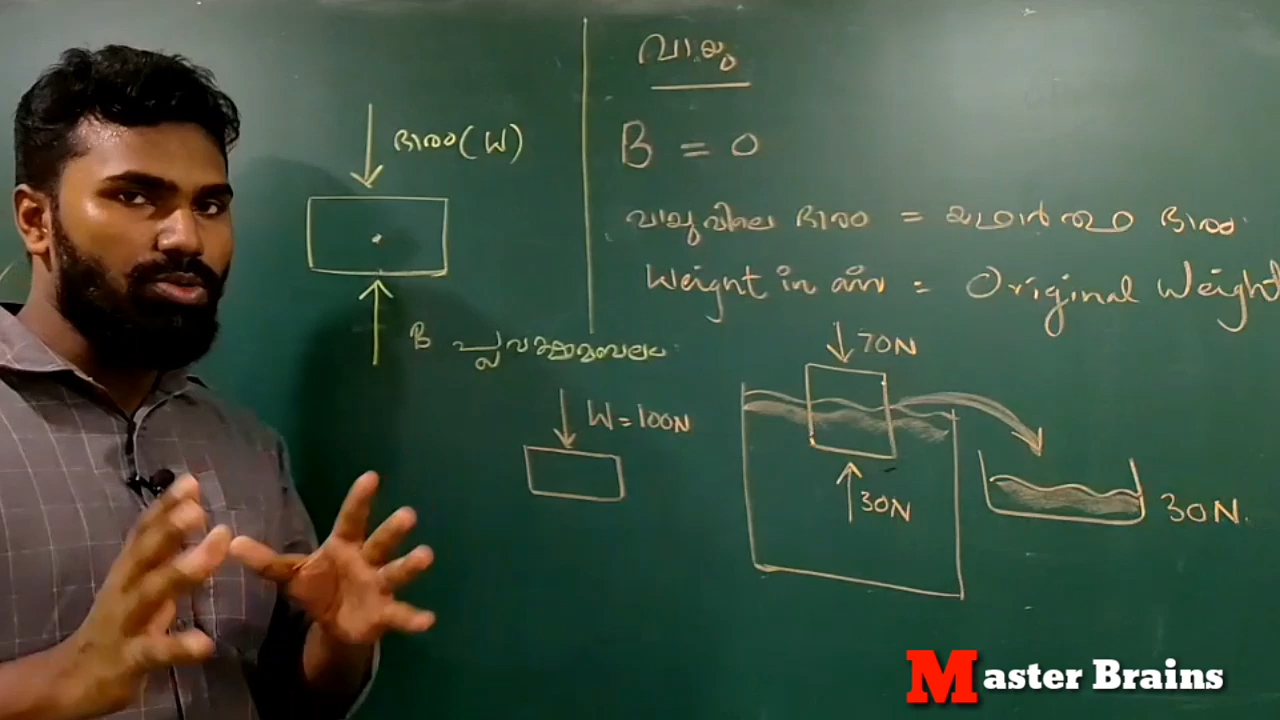 ഭാരം (W)
B പ്ലവക്ഷമബലം
വായു
B = 0
വായുവിലെ ഭാരം = യഥാർത്ഥ ഭാരം
Weight in air = Original Weight
W = 100N
70N
30N
30N.
Master Brains